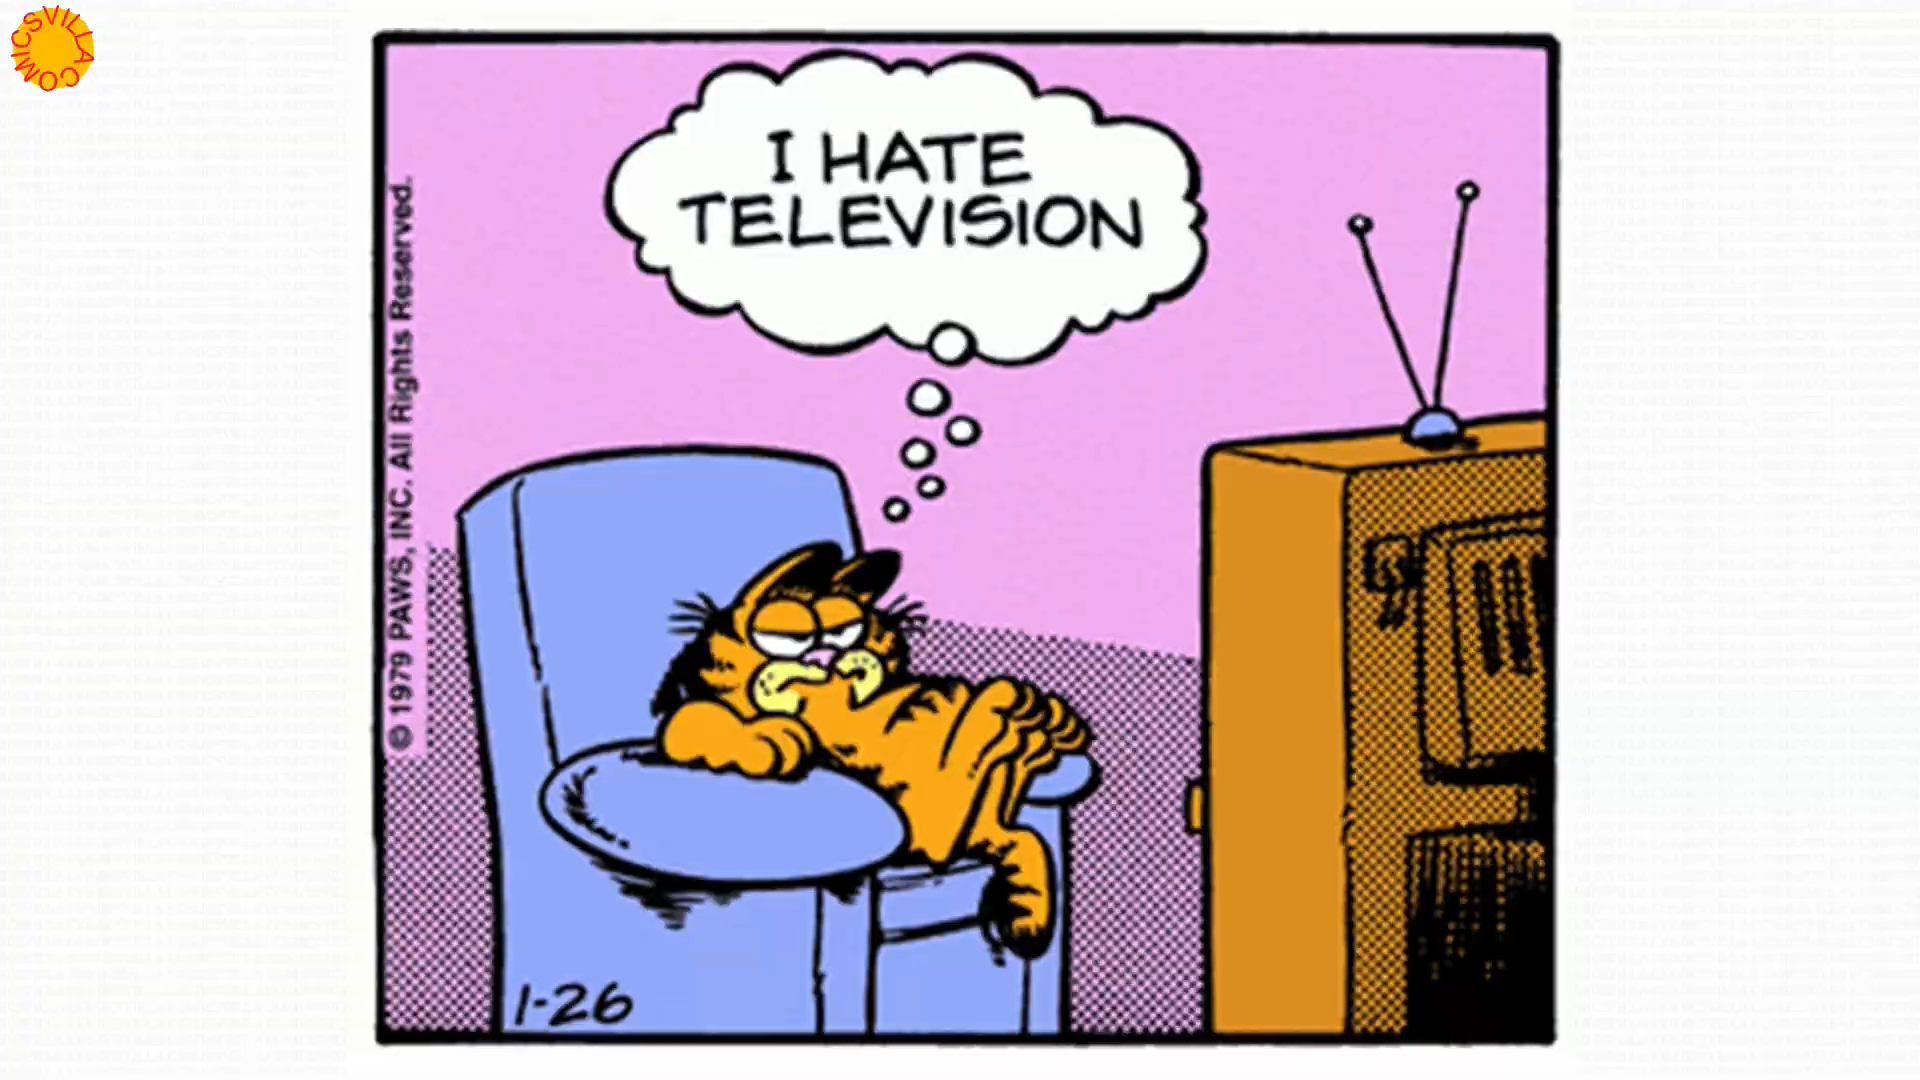 COMICSVILLA
I HATE
TELEVISION
© 1979 PAWS, INC. All Rights Reserved.
1-26